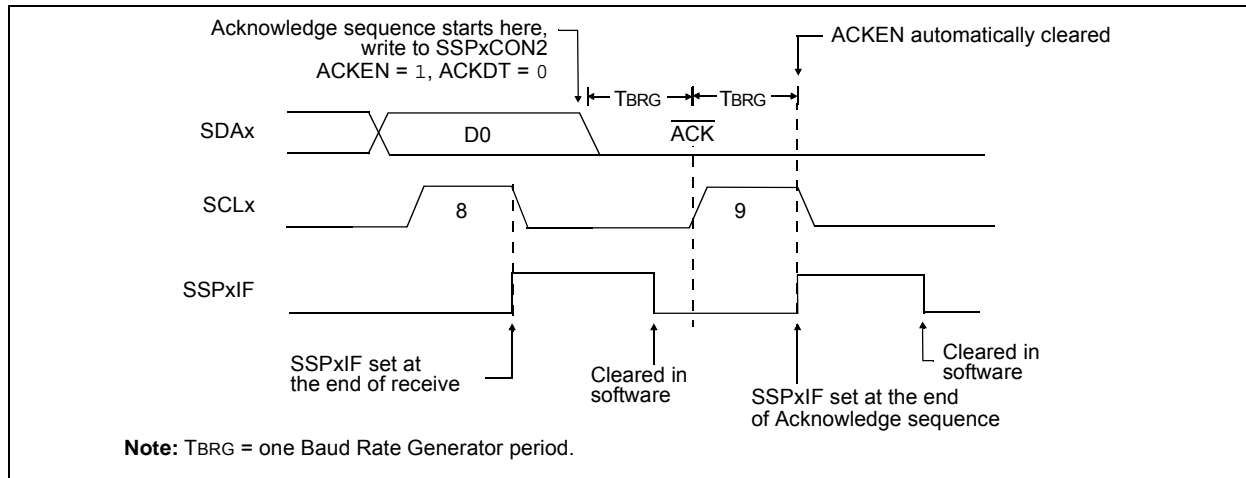 Acknowledge sequence starts here,
write to SSPxCON2
ACKEN = 1, ACKDT = 0
ACKEN automatically cleared
TBRG
TBRG
SDAx
D0
ACK
SCLx
8
9
SSPxIF
SSPxIF set at
the end of receive
Cleared in
software
SSPxIF set at the end
of Acknowledge sequence
Cleared in
software
Note: TBRG = one Baud Rate Generator period.